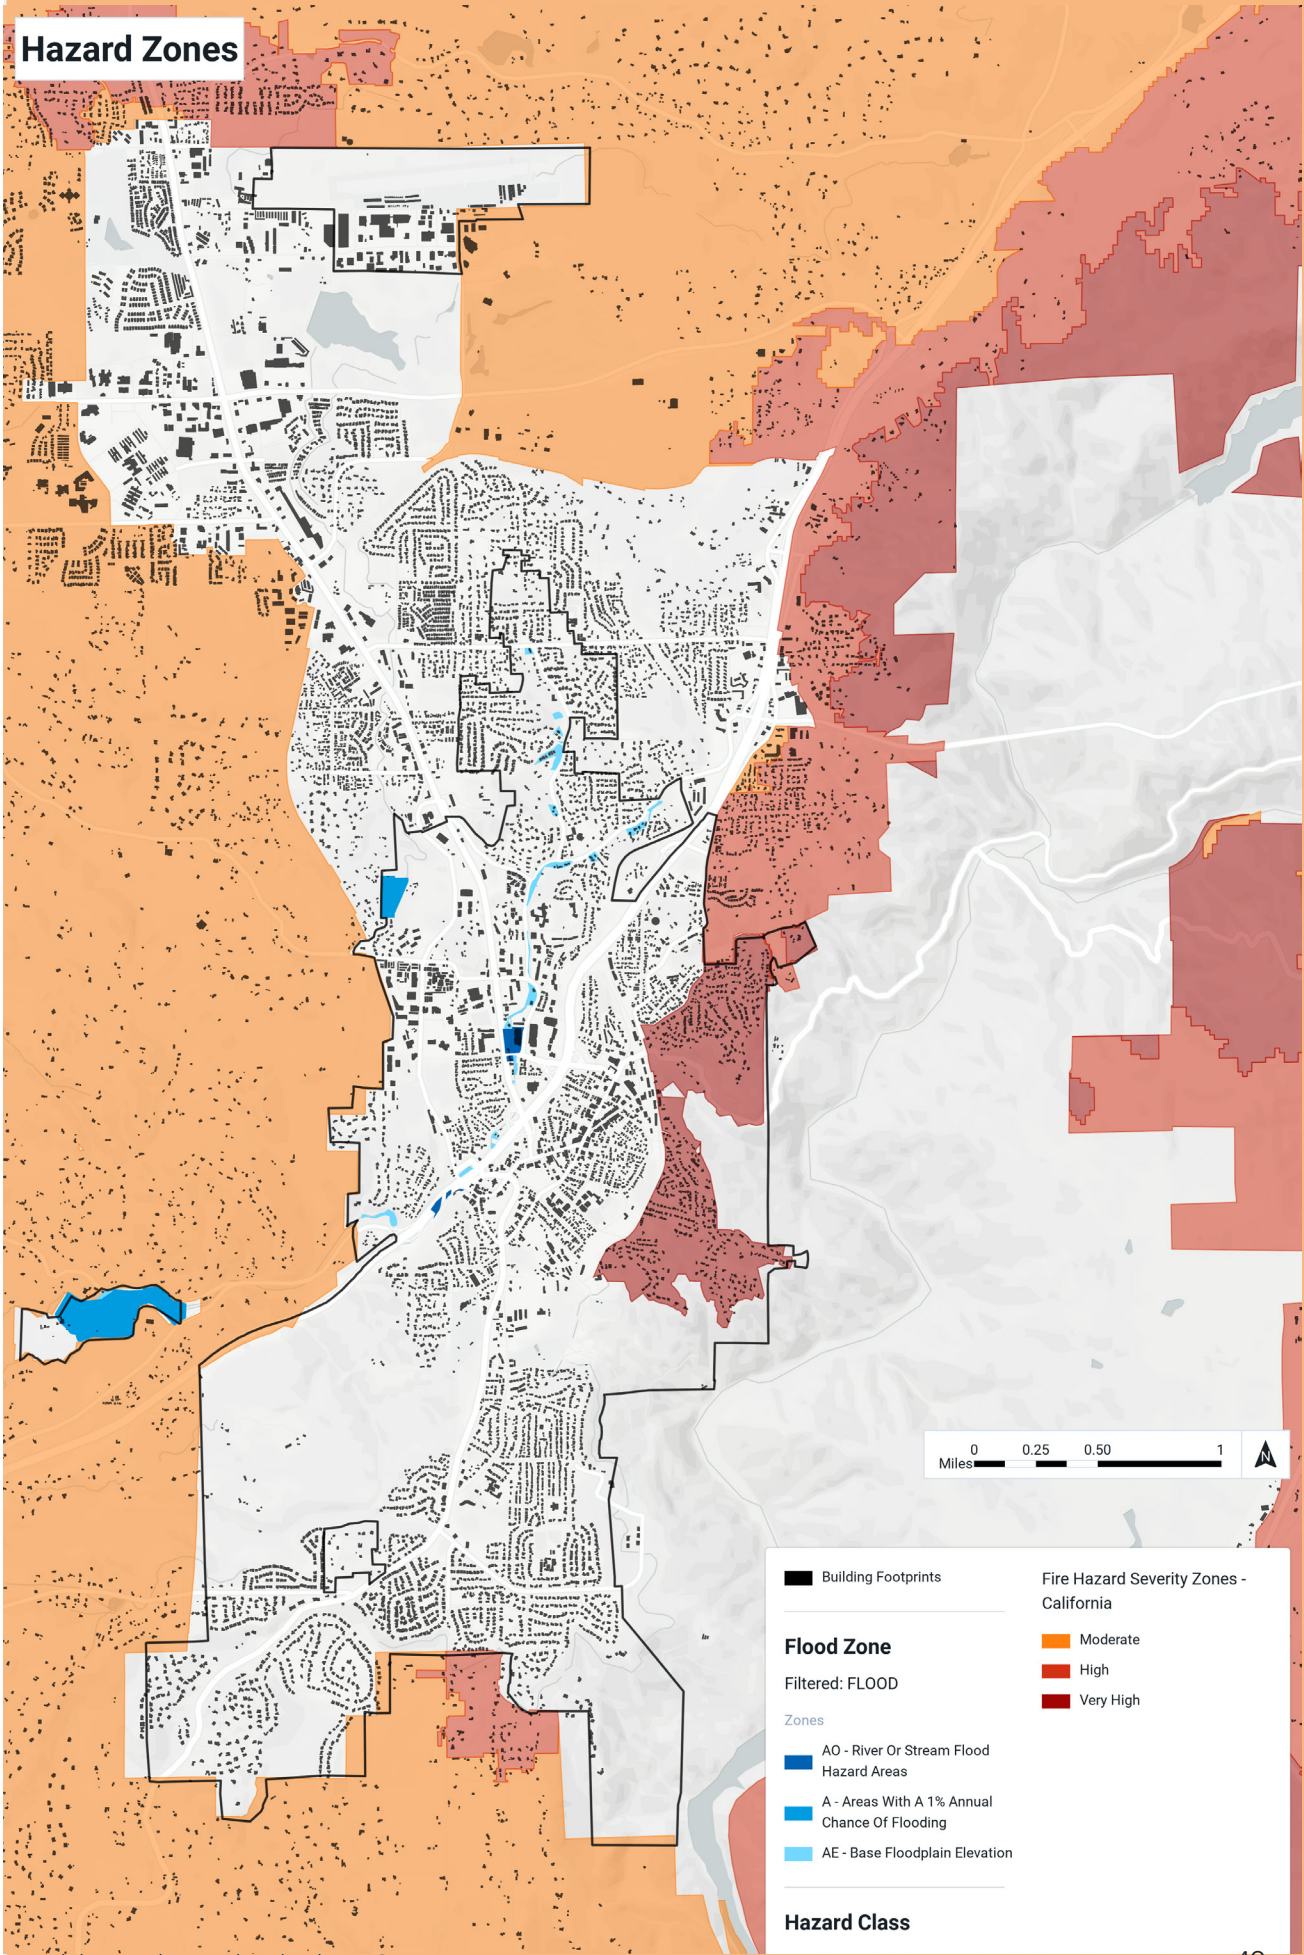 Hazard Zones
0 0.25 0.50 1
Miles
N
Building Footprints
Flood Zone
Filtered: FLOOD
Zones
AO - River Or Stream Flood
Hazard Areas
A - Areas With A 1% Annual
Chance Of Flooding
AE - Base Floodplain Elevation
Hazard Class
Fire Hazard Severity Zones -
California
Moderate
High
Very High